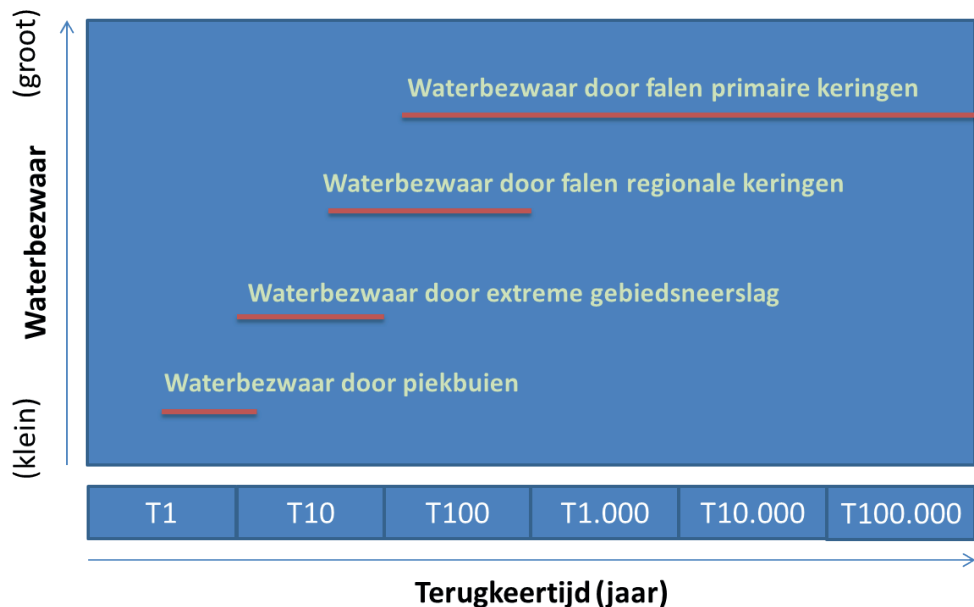 (groot)
Waterbezwaar
(klein)
Waterbezwaar door falen primaire keringen
Waterbezwaar door falen regionale keringen
Waterbezwaar door extreme gebiedsneerslag
Waterbezwaar door piekbuien
T1 T10 T100 T1.000 T10.000 T100.000
Terugkeertijd (jaar)